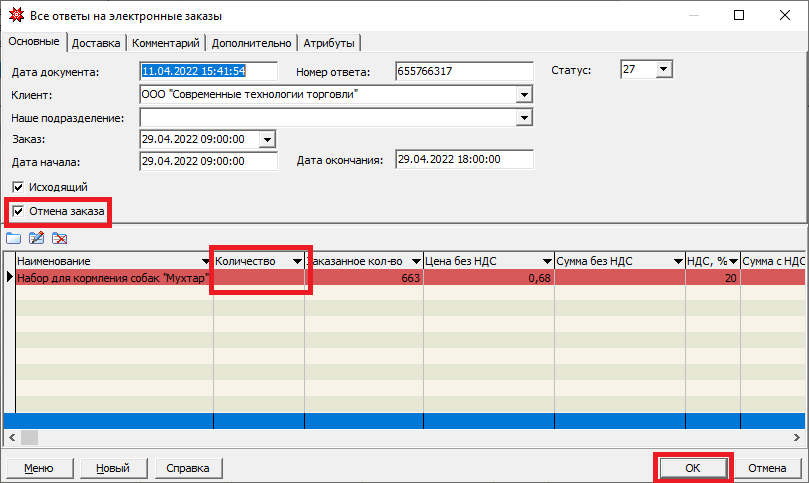 Все ответы на электронные заказы
Основные Доставка Комментарий Дополнительно Атрибуты
Дата документа: 11.04.2022 15:41:54 Номер ответа: 655766317 Статус: 27
Клиент: ООО "Современные технологии торговли"
Наше подразделение:
Заказ: 29.04.2022 09:00:00
Дата начала: 29.04.2022 09:00:00 Дата окончания: 29.04.2022 18:00:00
Исходящий
Отмена заказа
Наименование Количество Заказанное кол-во Цена без НДС Сумма без НДС НДС, % Сумма с НДС
Набор для кормления собак "Мухтар" 663 0,68 20
Меню Новый Справка ОК Отмена